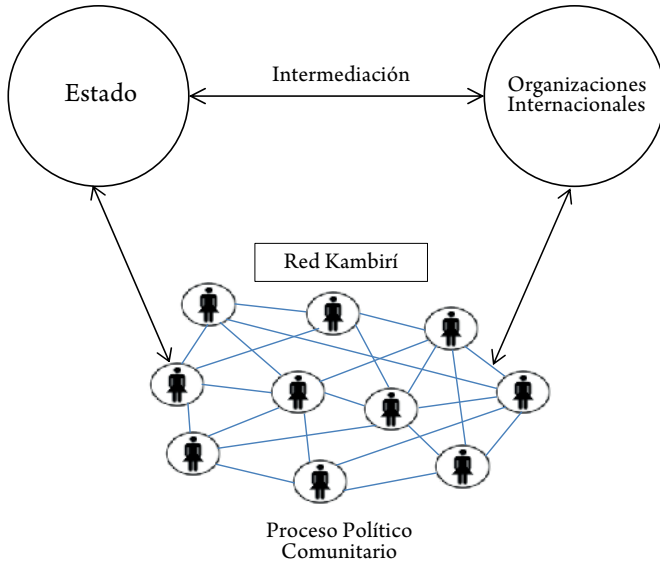 Intermediación
Estado
Organizaciones
Internacionales
Red Kambirí
Proceso Político
Comunitario